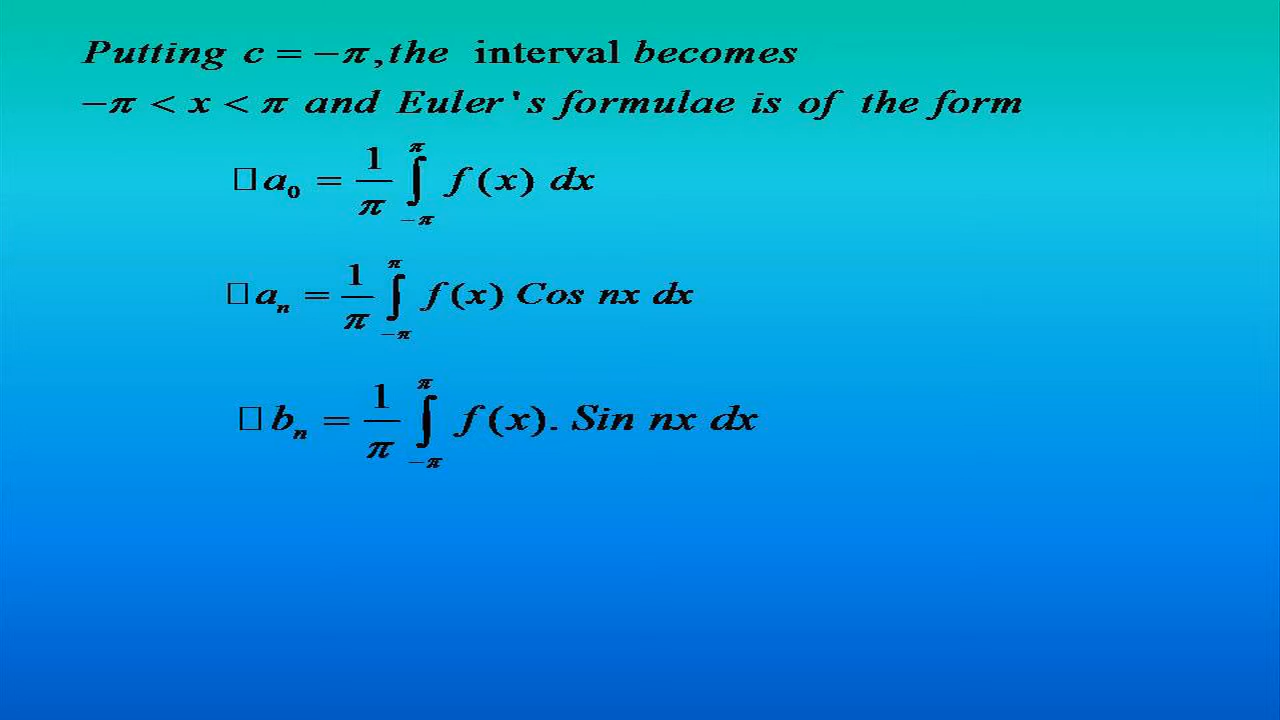 Putting c = −π, the interval becomes
−π < x < π and Euler's formulae is of the form
□ a₀ = 1/π ∫_{−π}^{π} f(x) dx
□ aₙ = 1/π ∫_{−π}^{π} f(x) Cos nx dx
□ bₙ = 1/π ∫_{−π}^{π} f(x). Sin nx dx